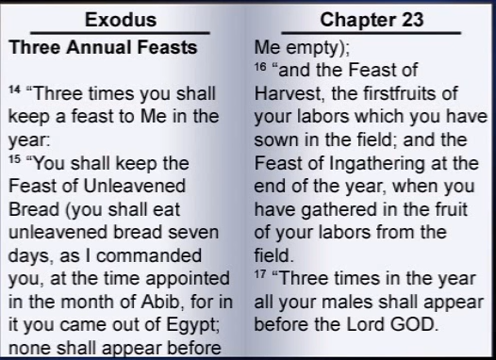 Exodus
Three Annual Feasts
14 “Three times you shall
keep a feast to Me in the
year:
15 “You shall keep the
Feast of Unleavened
Bread (you shall eat
unleavened bread seven
days, as I commanded
you, at the time appointed
in the month of Abib, for in
it you came out of Egypt;
none shall appear before
Chapter 23
Me empty);
16 “and the Feast of
Harvest, the firstfruits of
your labors which you have
sown in the field; and the
Feast of Ingathering at the
end of the year, when you
have gathered in the fruit
of your labors from the
field.
17 “Three times in the year
all your males shall appear
before the Lord GOD.